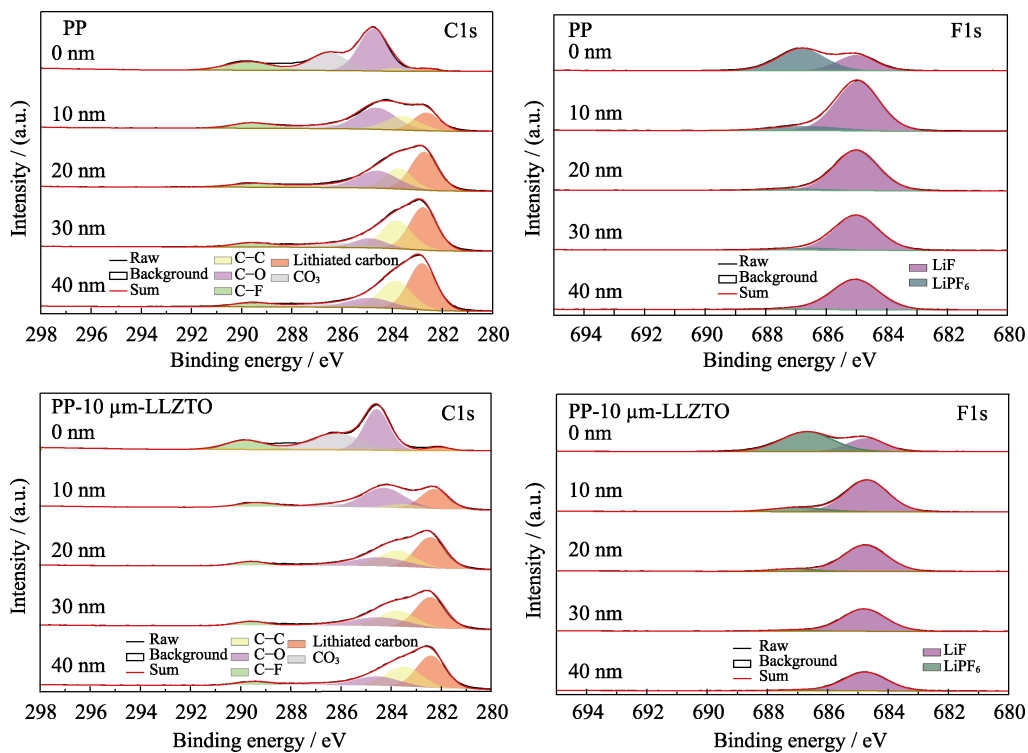 PP
C1s
0 nm
10 nm
20 nm
30 nm
40 nm
Raw
Background
Sum
C−C
C−O
C−F
Lithiated carbon
CO₃
Intensity / (a.u.)
298 296 294 292 290 288 286 284 282 280
Binding energy / eV
PP
F1s
0 nm
10 nm
20 nm
30 nm
40 nm
Raw
Background
Sum
LiF
LiPF₆
Intensity / (a.u.)
694 692 690 688 686 684 682 680
Binding energy / eV
PP-10 μm-LLZTO
C1s
0 nm
10 nm
20 nm
30 nm
40 nm
Raw
Background
Sum
C−C
C−O
C−F
Lithiated carbon
CO₃
Intensity / (a.u.)
298 296 294 292 290 288 286 284 282 280
Binding energy / eV
PP-10 μm-LLZTO
F1s
0 nm
10 nm
20 nm
30 nm
40 nm
Raw
Background
Sum
LiF
LiPF₆
Intensity / (a.u.)
694 692 690 688 686 684 682 680
Binding energy / eV